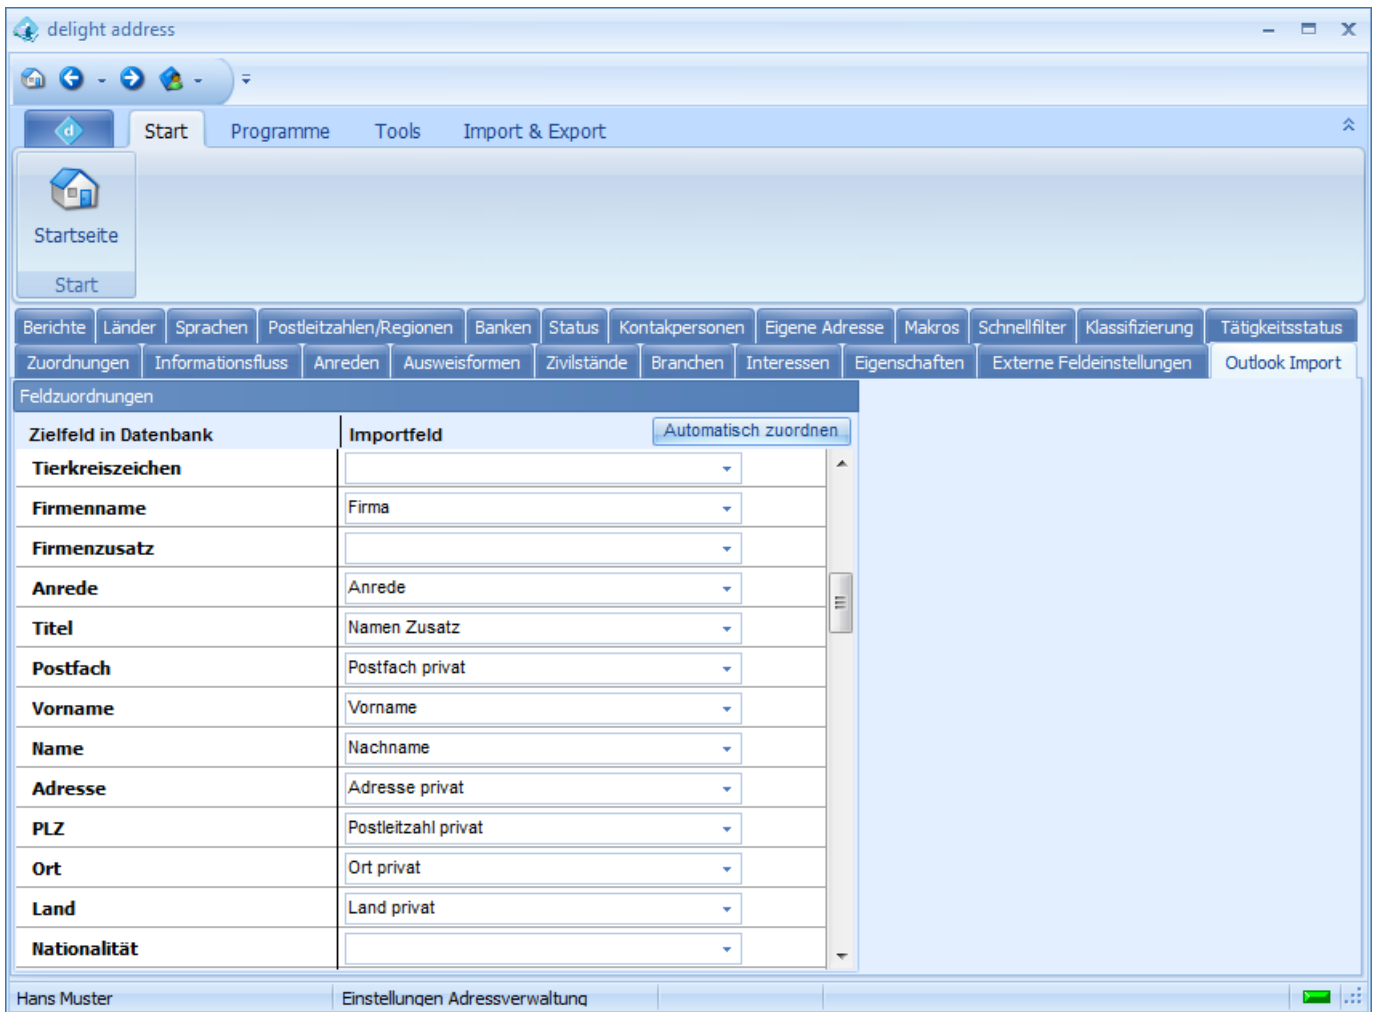 delight address
d
Start Programme Tools Import & Export
Startseite
Start
Berichte Länder Sprachen Postleitzahlen/Regionen Banken Status Kontakpersonen Eigene Adresse Makros Schnellfilter Klassifizierung Tätigkeitsstatus
Zuordnungen Informationsfluss Anreden Ausweisformen Zivilstände Branchen Interessen Eigenschaften Externe Feldeinstellungen Outlook Import
Feldzuordnungen
Zielfeld in Datenbank Importfeld Automatisch zuordnen
Tierkreiszeichen
Firmenname Firma
Firmenzusatz
Anrede Anrede
Titel Namen Zusatz
Postfach Postfach privat
Vorname Vorname
Name Nachname
Adresse Adresse privat
PLZ Postleitzahl privat
Ort Ort privat
Land Land privat
Nationalität
Hans Muster Einstellungen Adressverwaltung